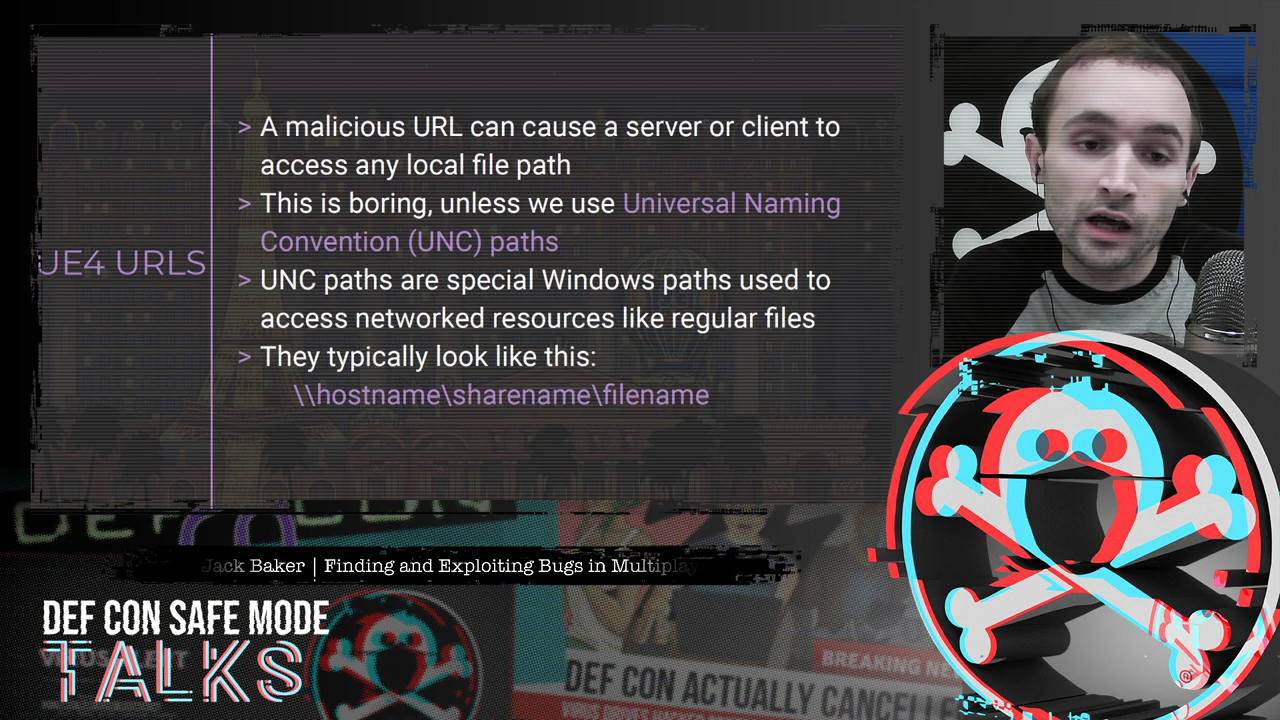 UE4 URLS
> A malicious URL can cause a server or client to
access any local file path
> This is boring, unless we use Universal Naming
Convention (UNC) paths
> UNC paths are special Windows paths used to
access networked resources like regular files
> They typically look like this:
\\hostname\sharename\filename
Jack Baker | Finding and Exploiting Bugs in Multiplay
DEF CON SAFE MODE
TALKS
DEF CON
BREAKING NE
DEF CON ACTUALLY CANCELLE